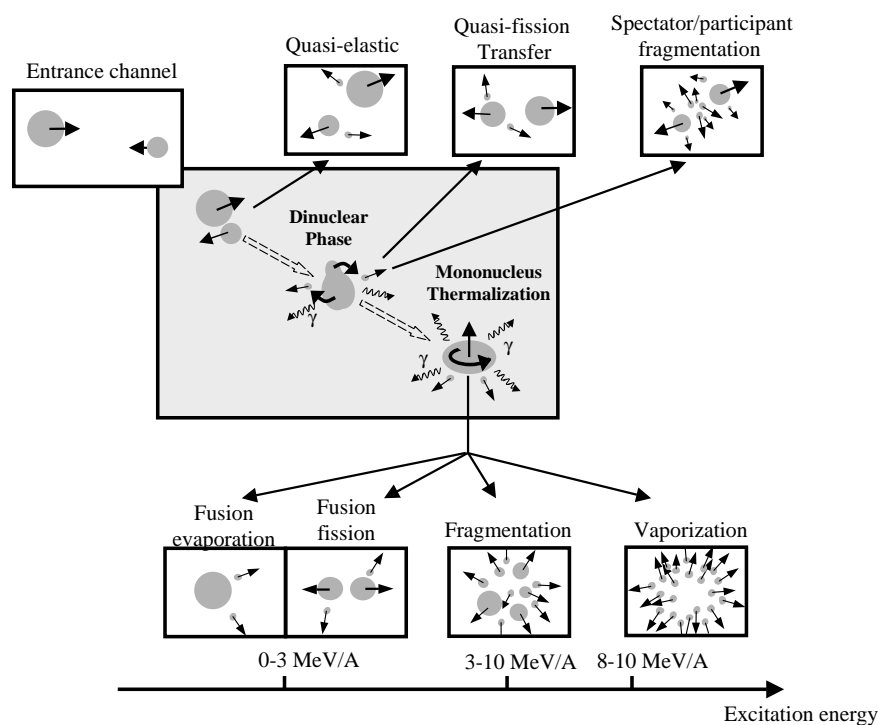 Entrance channel
Quasi-elastic
Quasi-fission
Transfer
Spectator/participant
fragmentation
Dinuclear
Phase
Mononucleus
Thermalization
γ
γ
γ
Fusion
evaporation
Fusion
fission
Fragmentation
Vaporization
0-3 MeV/A
3-10 MeV/A
8-10 MeV/A
Excitation energy